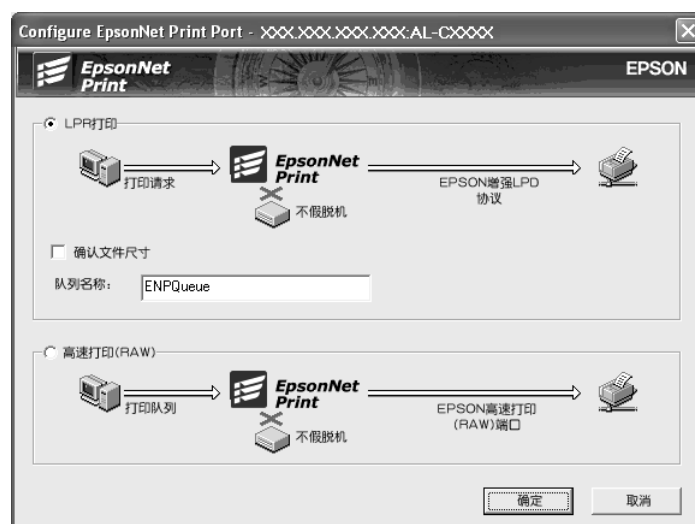 Configure EpsonNet Print Port - XXX.XXX.XXX.XXX:AL-CXXXX
EpsonNet
Print
EPSON
LPR打印
打印请求
EpsonNet
Print
EPSON增强LPD
协议
不假脱机
确认文件尺寸
队列名称:
ENPQueue
高速打印(RAW)
打印队列
EpsonNet
Print
EPSON高速打印
(RAW)端口
不假脱机
确定
取消